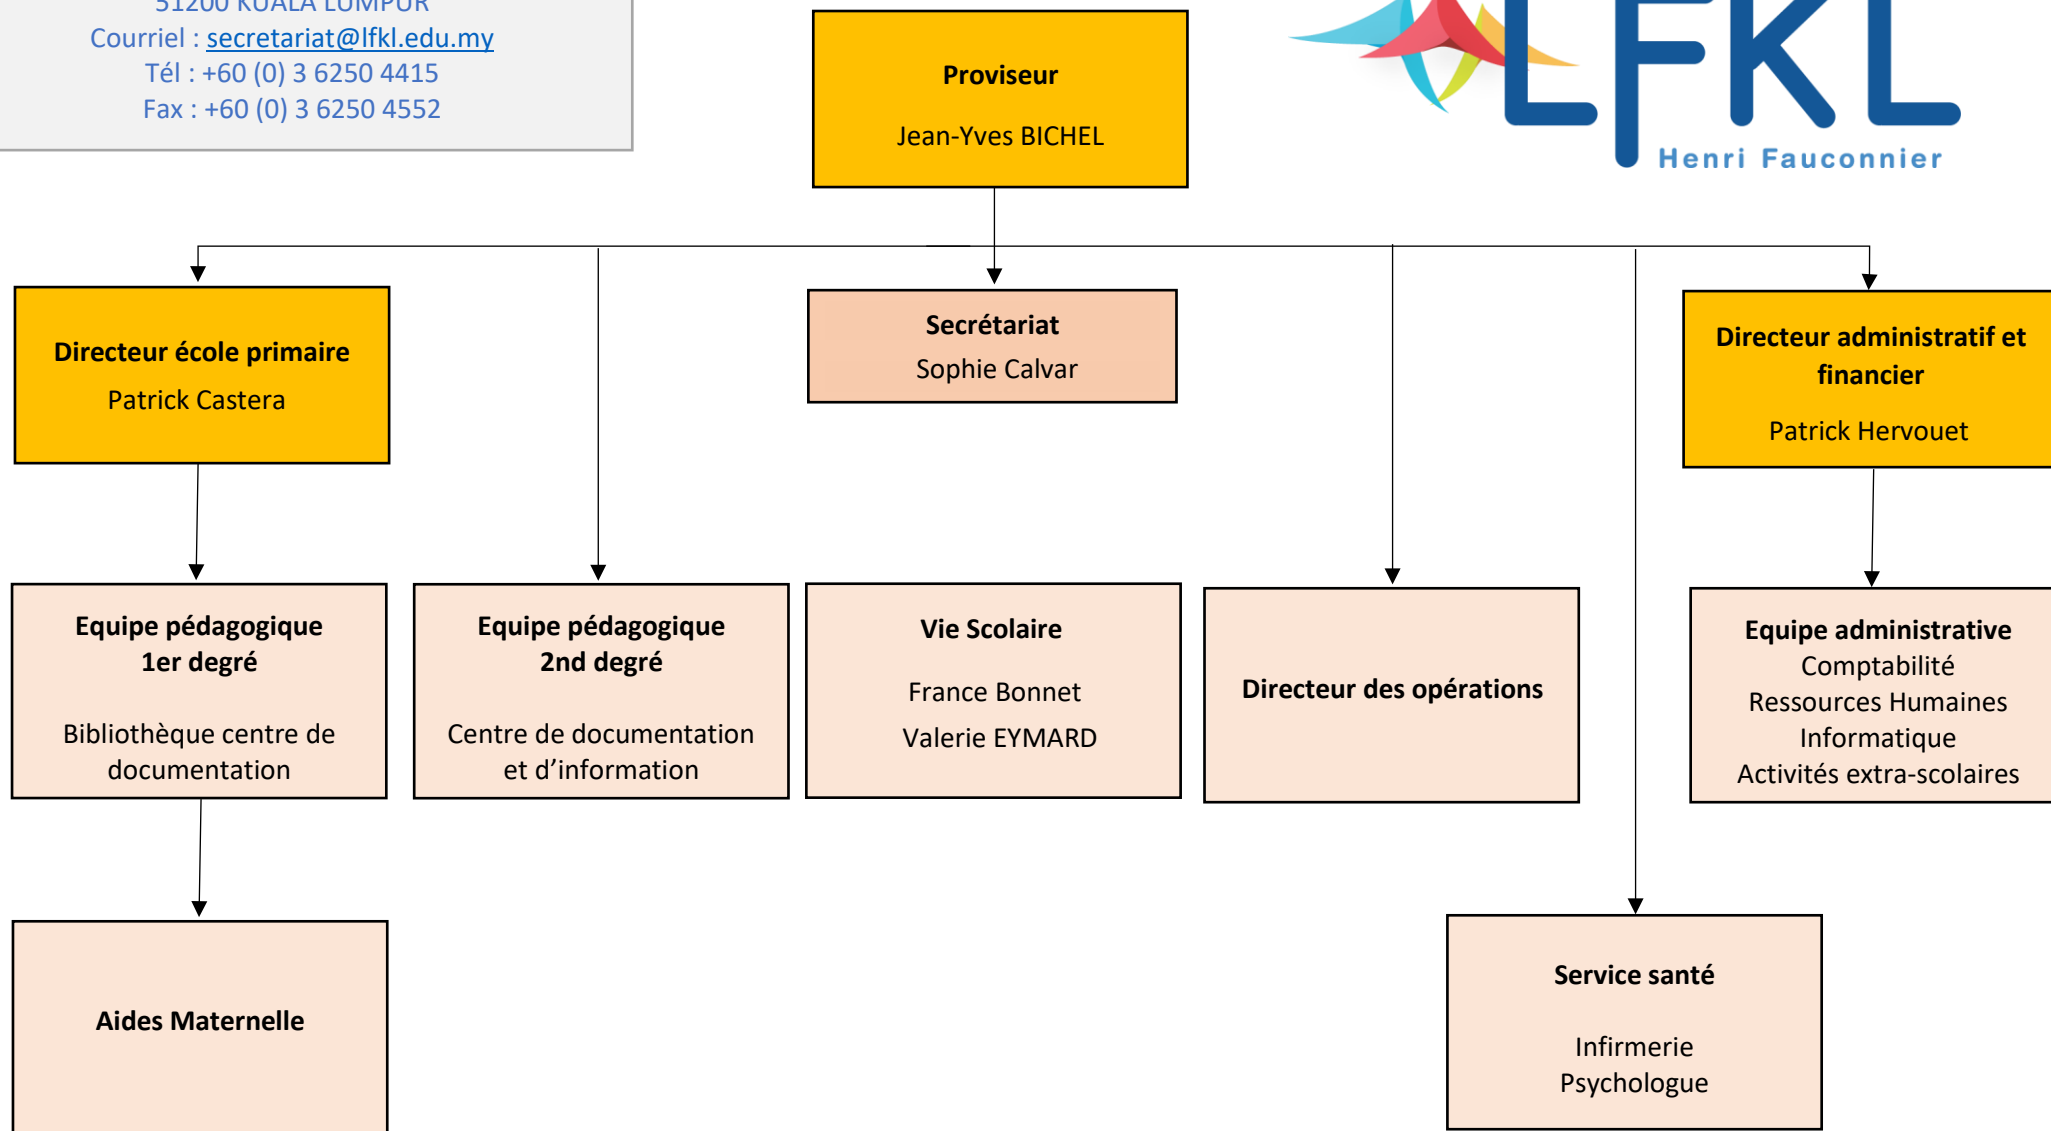 51200 KUALA LUMPUR
Courriel : secretariat@lfkl.edu.my
Tél : +60 (0) 3 6250 4415
Fax : +60 (0) 3 6250 4552
LFKL
Henri Fauconnier
Proviseur
Jean-Yves BICHEL
Directeur école primaire
Patrick Castera
Secrétariat
Sophie Calvar
Directeur administratif et
financier
Patrick Hervouet
Equipe pédagogique
1er degré
Bibliothèque centre de
documentation
Equipe pédagogique
2nd degré
Centre de documentation
et d’information
Vie Scolaire
France Bonnet
Valerie EYMARD
Directeur des opérations
Equipe administrative
Comptabilité
Ressources Humaines
Informatique
Activités extra-scolaires
Aides Maternelle
Service santé
Infirmerie
Psychologue